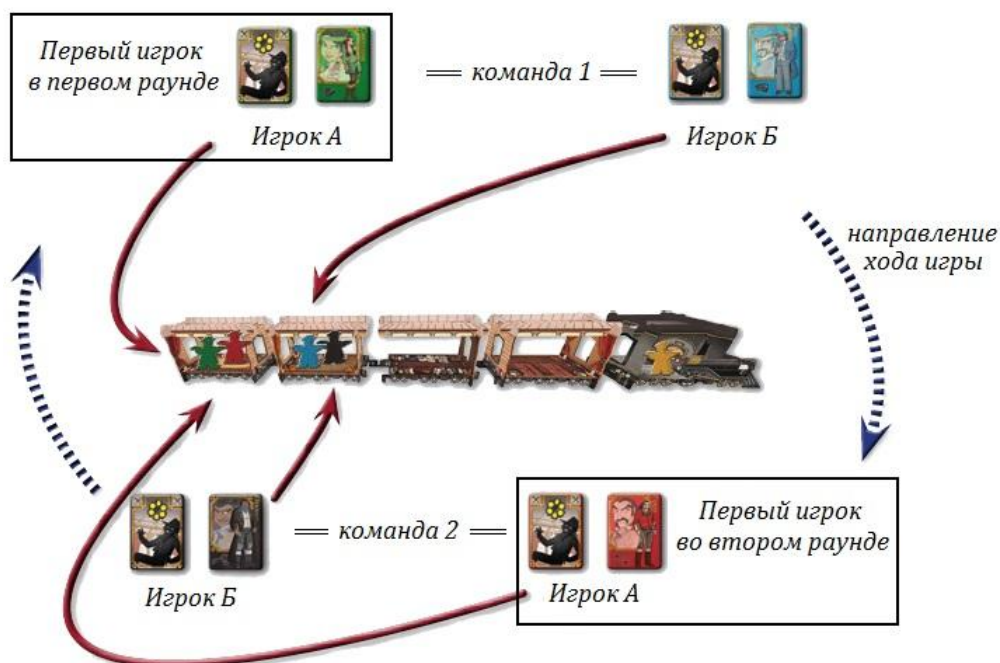 Первый игрок
в первом раунде
Игрок А
команда 1
Игрок Б
направление
хода игры
команда 2
Игрок Б
Игрок А
Первый игрок
во втором раунде